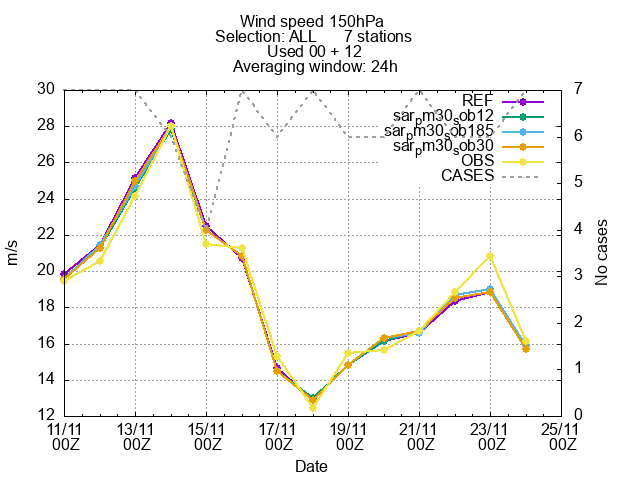 Wind speed 150hPa
Selection: ALL 7 stations
Used 00 + 12
Averaging window: 24h
REF
sarpm30sob12
sarpm30sob185
sarpm30sob30
OBS
CASES
30
28
26
24
22
20
18
16
14
12
m/s
7
6
5
4
3
2
1
0
No cases
11/11 13/11 15/11 17/11 19/11 21/11 23/11 25/11
00Z 00Z 00Z 00Z 00Z 00Z 00Z 00Z
Date